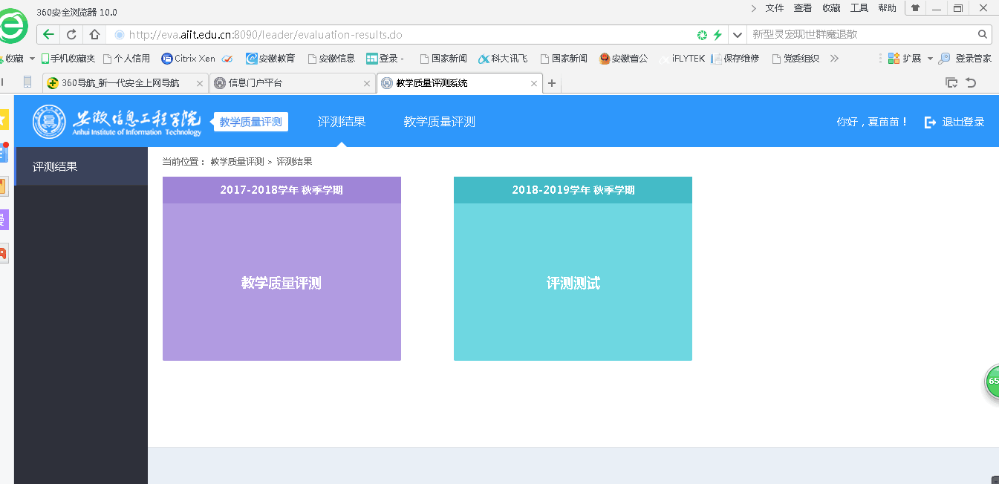 360安全浏览器 10.0
文件 查看 收藏 工具 帮助
http://eva.aiit.edu.cn:8090/leader/evaluation-results.do
新型灵宠现世群魔退散
收藏 手机收藏夹 个人信用 Citrix Xen 安徽教育 安徽信息 登录 - 国家新闻 科大讯飞 国家新闻 安徽省公 iFLYTEK 保存维修 党委组织 扩展 登录管家
360导航_新一代安全上网导航 信息门户平台 教学质量评测系统
安徽信息工程学院
Anhui Institute of Information Technology
教学质量评测 评测结果 教学质量评测
你好，夏苗苗！ 退出登录
评测结果
当前位置： 教学质量评测 > 评测结果
2017-2018学年 秋季学期
教学质量评测
2018-2019学年 秋季学期
评测测试
65